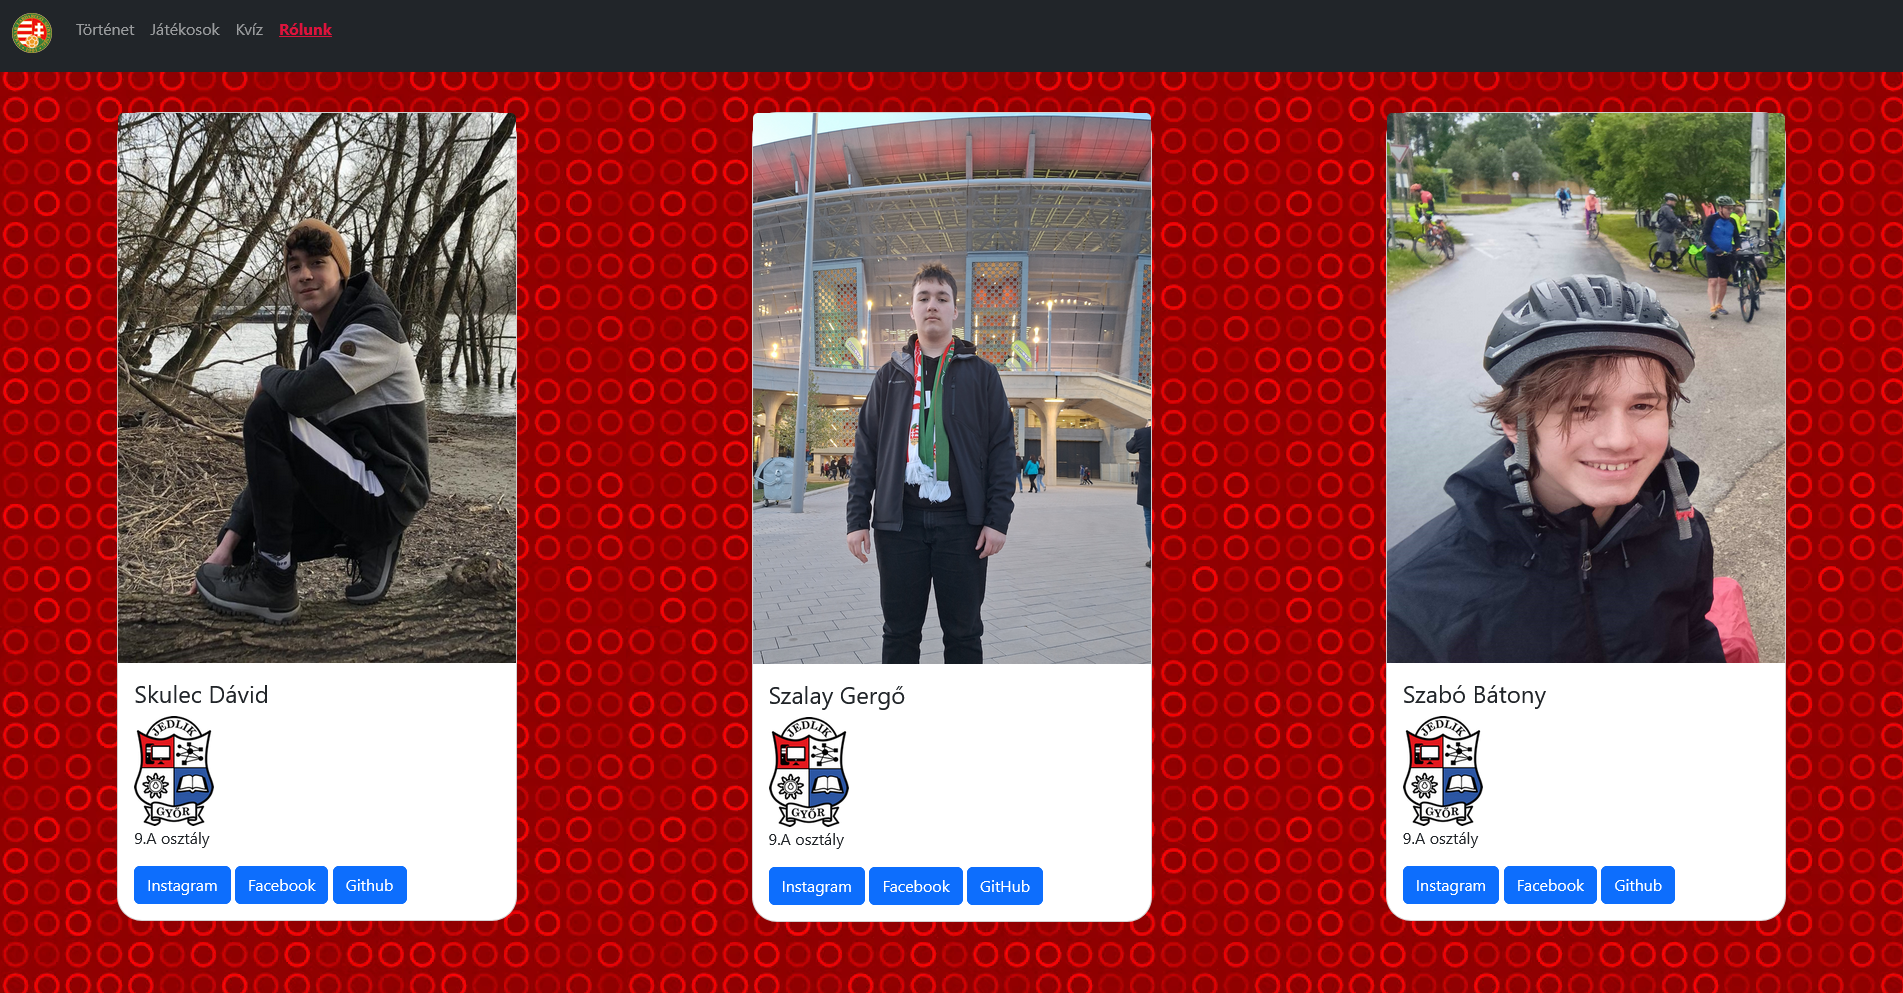 Történet Játékosok Kvíz Rólunk
Skulec Dávid
JEDLIK
GYŐR
9.A osztály
Instagram Facebook Github
Szalay Gergő
JEDLIK
GYŐR
9.A osztály
Instagram Facebook GitHub
Szabó Bátony
JEDLIK
GYŐR
9.A osztály
Instagram Facebook Github